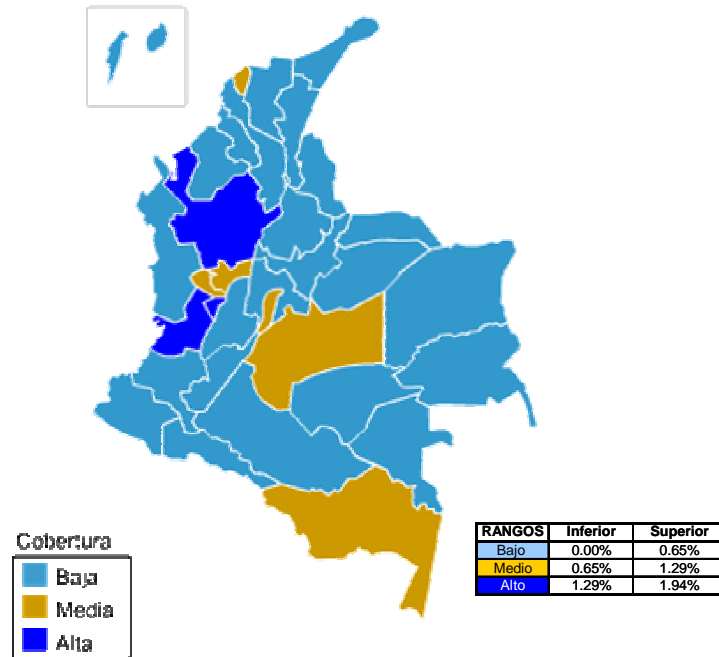 RANGOS Inferior Superior
Bajo 0.00% 0.65%
Medio 0.65% 1.29%
Alto 1.29% 1.94%
Cobertura
Baja
Media
Alta